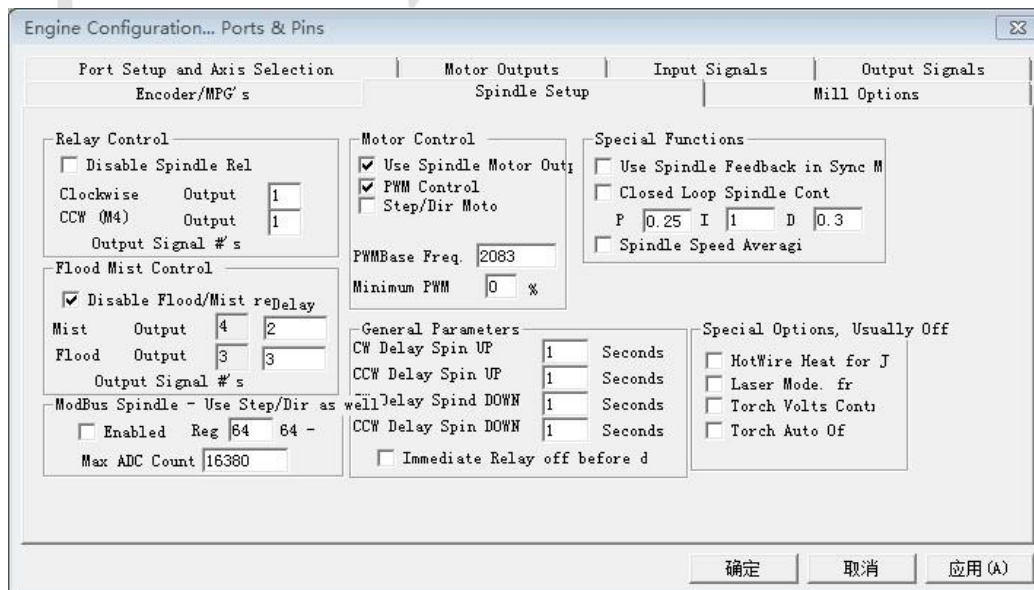 Engine Configuration... Ports & Pins
Port Setup and Axis Selection
Motor Outputs
Input Signals
Output Signals
Encoder/MPG's
Spindle Setup
Mill Options
Relay Control
Disable Spindle Rel
Clockwise Output 1
CCW (M4) Output 1
Output Signal #'s
Flood Mist Control
Disable Flood/Mist re Delay
Mist Output 4 2
Flood Output 3 3
Output Signal #'s
ModBus Spindle - Use Step/Dir as well
Enabled Reg 64 64 -
Max ADC Count 16380
Motor Control
Use Spindle Motor Outp
PWM Control
Step/Dir Moto
PWMBase Freq. 2083
Minimum PWM 0 %
General Parameters
CW Delay Spin UP 1 Seconds
CCW Delay Spin UP 1 Seconds
Delay Spind DOWN 1 Seconds
CCW Delay Spin DOWN 1 Seconds
Immediate Relay off before d
Special Functions
Use Spindle Feedback in Sync M
Closed Loop Spindle Cont
P 0.25 I 1 D 0.3
Spindle Speed Averagi
Special Options, Usually Off
HotWire Heat for J
Laser Mode. fr
Torch Volts Cont
Torch Auto Of
确定
取消
应用(A)